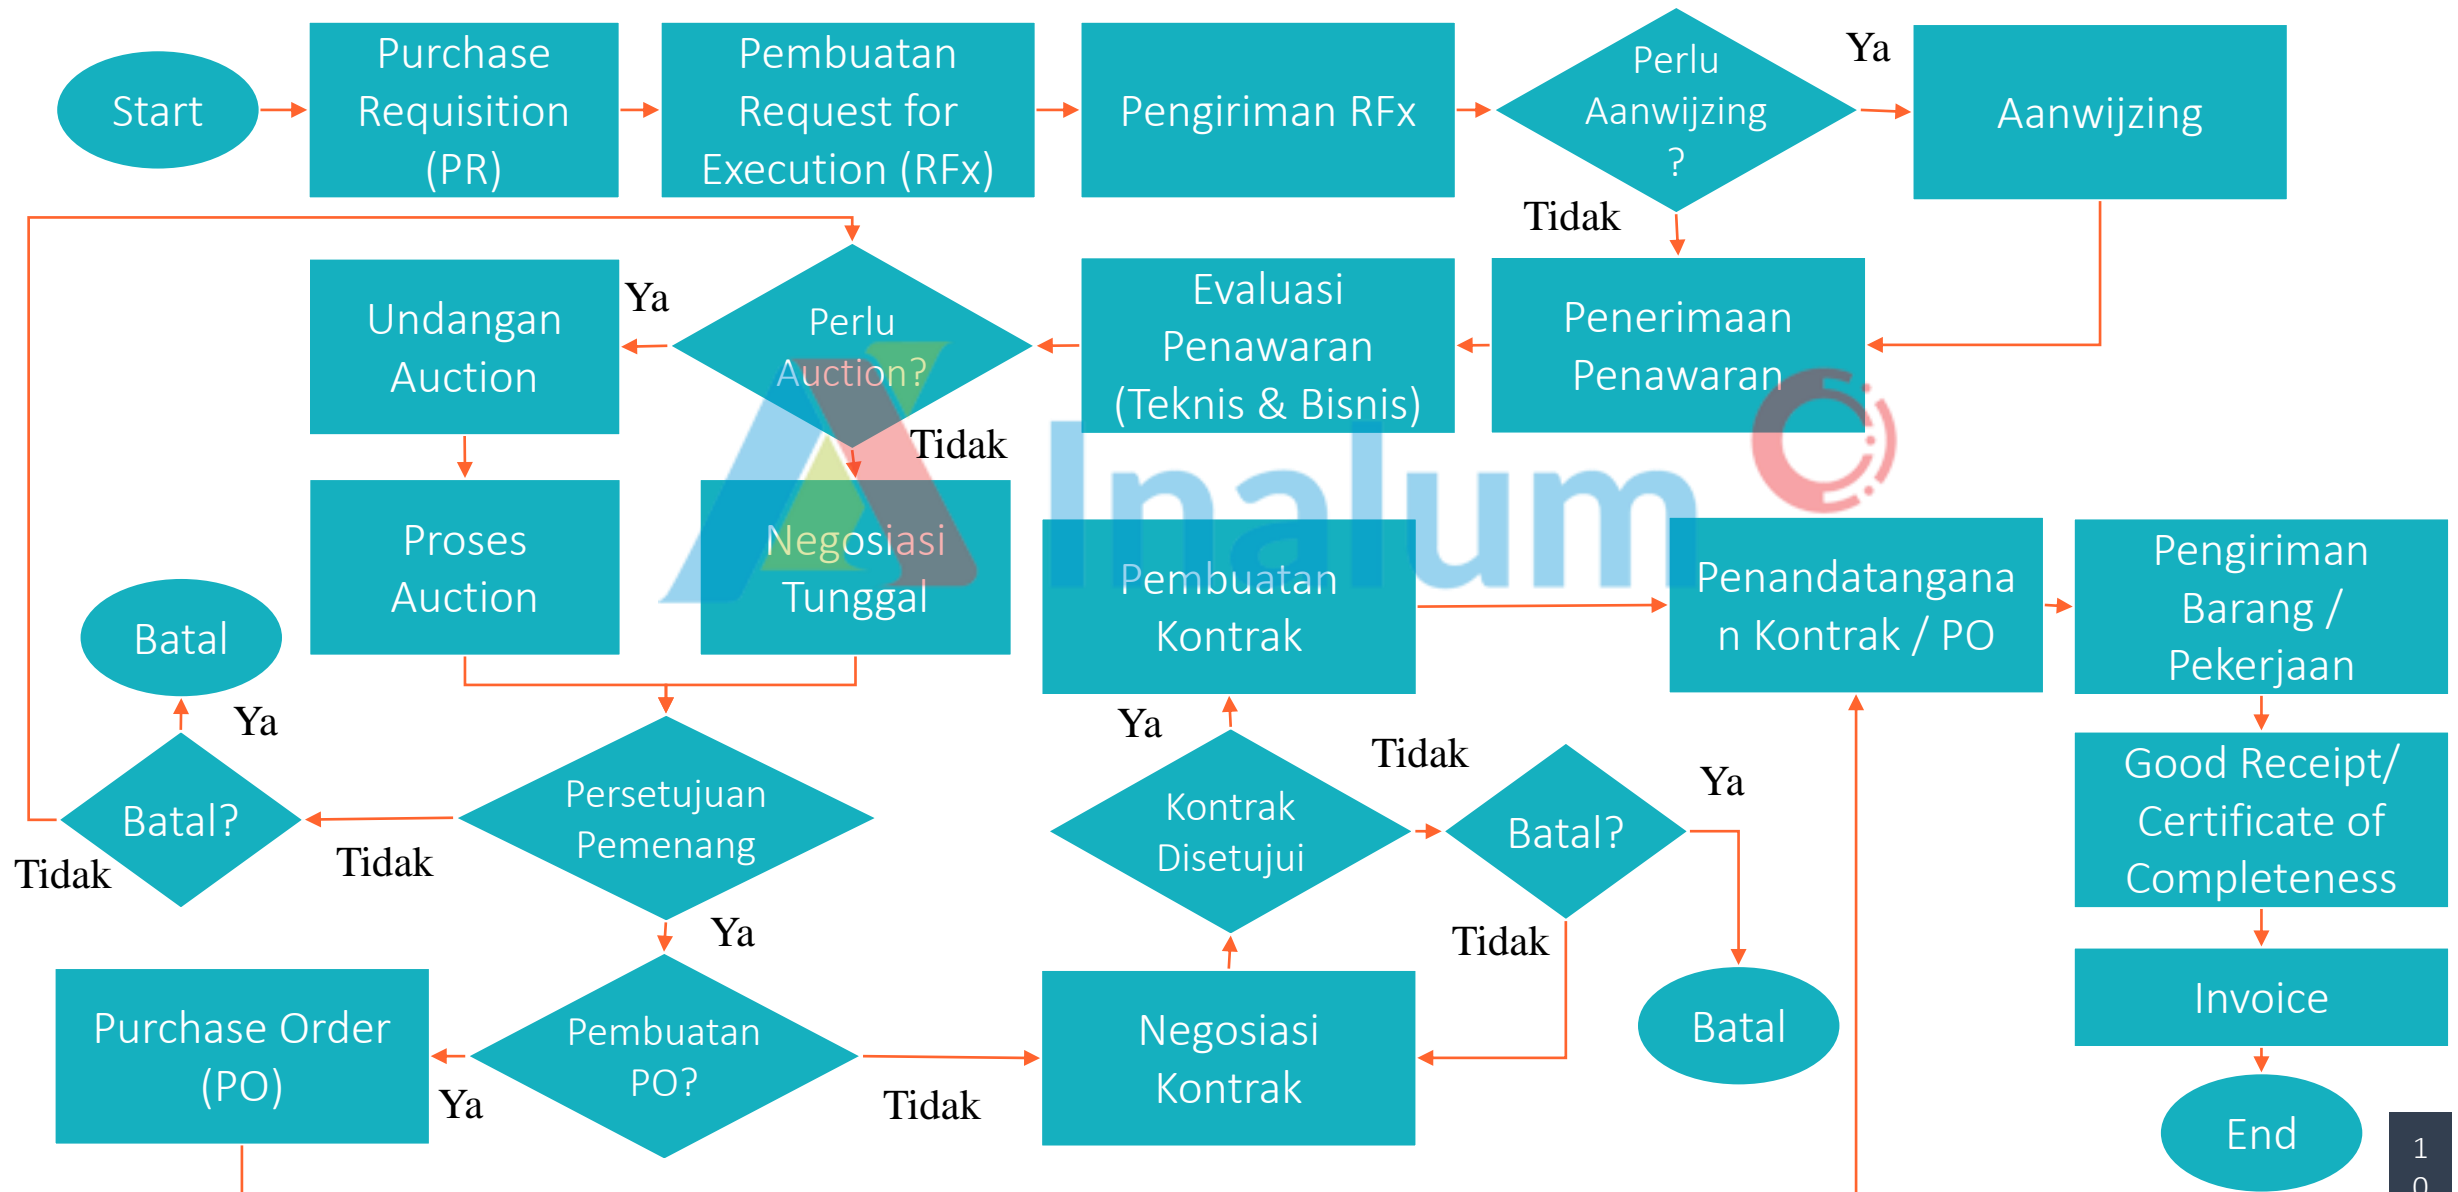 Start
Purchase
Requisition
(PR)
Pembuatan
Request for
Execution (RFx)
Pengiriman RFx
Perlu
Aanwijzing
?
Ya
Aanwijzing
Tidak
Undangan
Auction
Ya
Perlu
Auction?
Tidak
Evaluasi
Penawaran
(Teknis & Bisnis)
Penerimaan
Penawaran
Inalum
Proses
Auction
Negosiasi
Tunggal
Pembuatan
Kontrak
Penandatangana
n Kontrak / PO
Pengiriman
Barang /
Pekerjaan
Batal
Ya
Batal?
Tidak
Tidak
Persetujuan
Pemenang
Ya
Ya
Kontrak
Disetujui
Tidak
Batal?
Ya
Tidak
Batal
Good Receipt/
Certificate of
Completeness
Purchase Order
(PO)
Ya
Pembuatan
PO?
Tidak
Negosiasi
Kontrak
Invoice
End
1
0